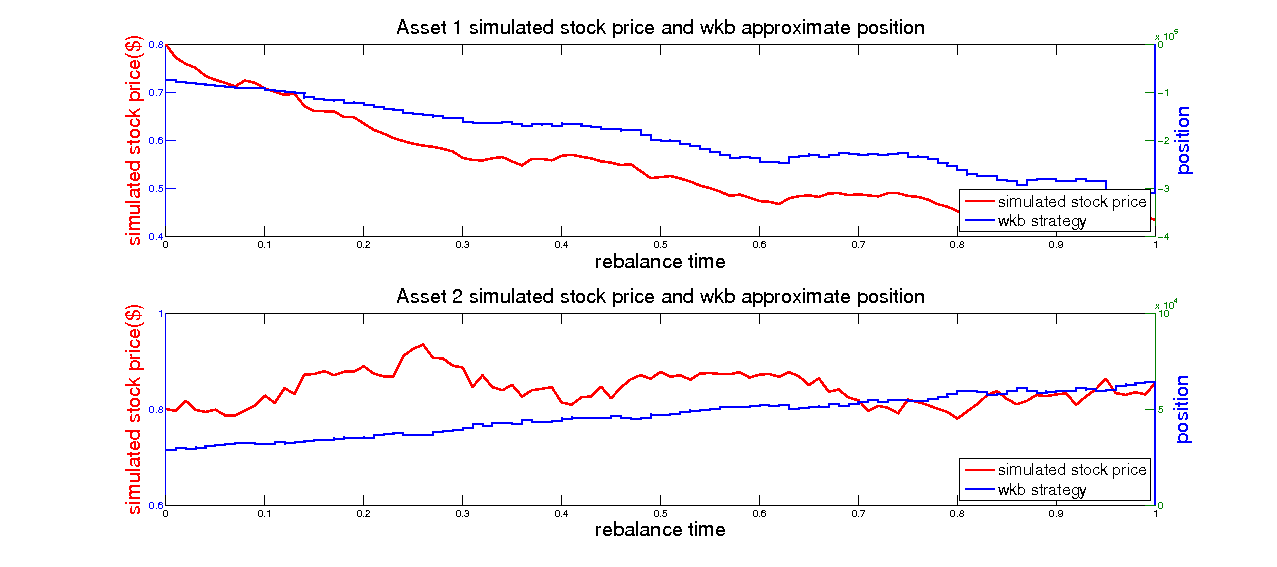 Asset 1 simulated stock price and wkb approximate position
x 10^5
simulated stock price($)
0.8
0.7
0.6
0.5
0.4
0
-1
-2
-3
-4
position
simulated stock price
wkb strategy
0 0.1 0.2 0.3 0.4 0.5 0.6 0.7 0.8 0.9 1
rebalance time
Asset 2 simulated stock price and wkb approximate position
x 10^4
simulated stock price($)
1
0.8
0.6
10
5
0
position
simulated stock price
wkb strategy
0 0.1 0.2 0.3 0.4 0.5 0.6 0.7 0.8 0.9 1
rebalance time